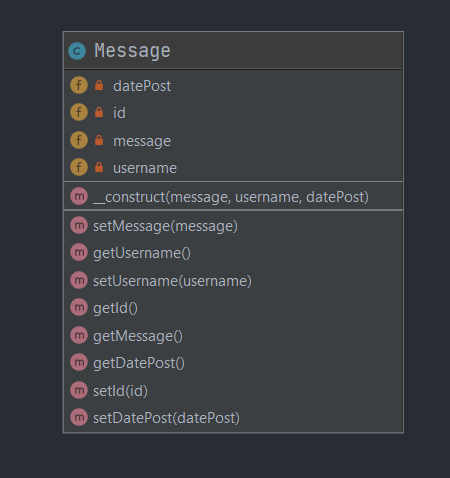 C Message
f datePost
f id
f message
f username
m __construct(message, username, datePost)
m setMessage(message)
m getUsername()
m setUsername(username)
m getId()
m getMessage()
m getDatePost()
m setId(id)
m setDatePost(datePost)